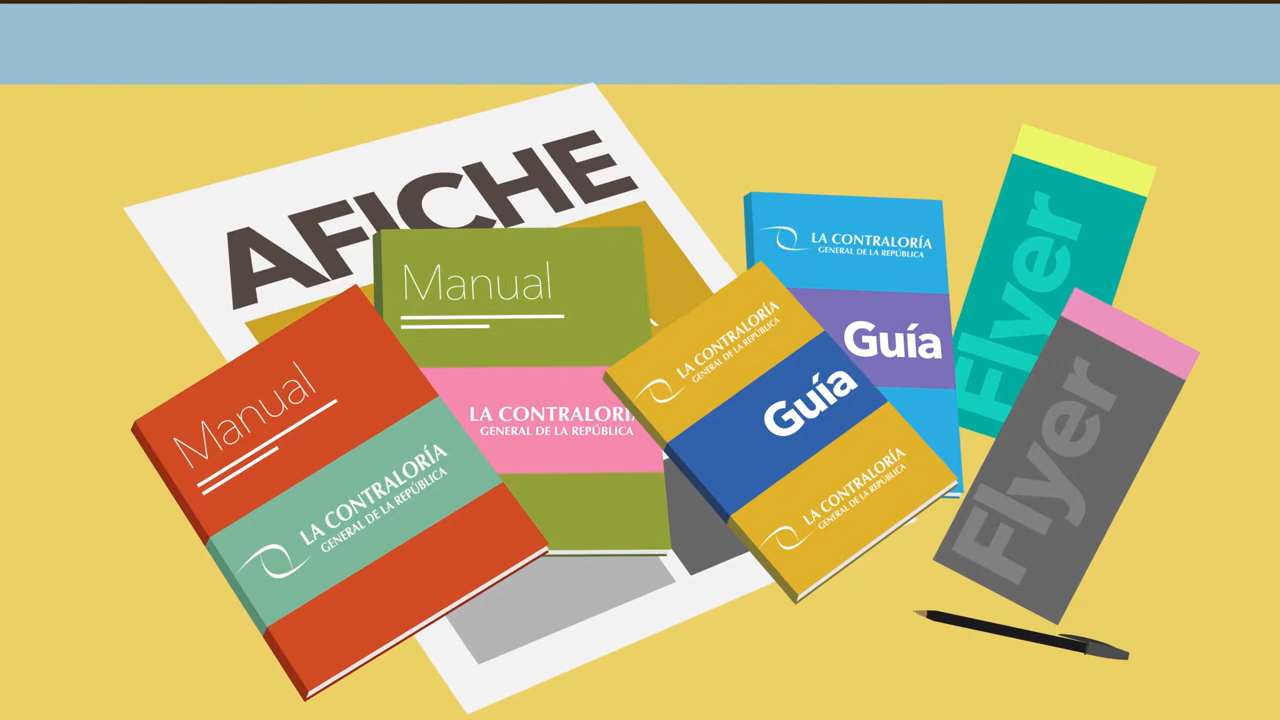 AFICHE
Manual
LA CONTRALORÍA
GENERAL DE LA REPÚBLICA
Manual
LA CONTRALORÍA
GENERAL DE LA REPÚBLICA
LA CONTRALORÍA
GENERAL DE LA REPÚBLICA
Guía
LA CONTRALORÍA
GENERAL DE LA REPÚBLICA
LA CONTRALORÍA
GENERAL DE LA REPÚBLICA
Guía
Flyer
Flyer